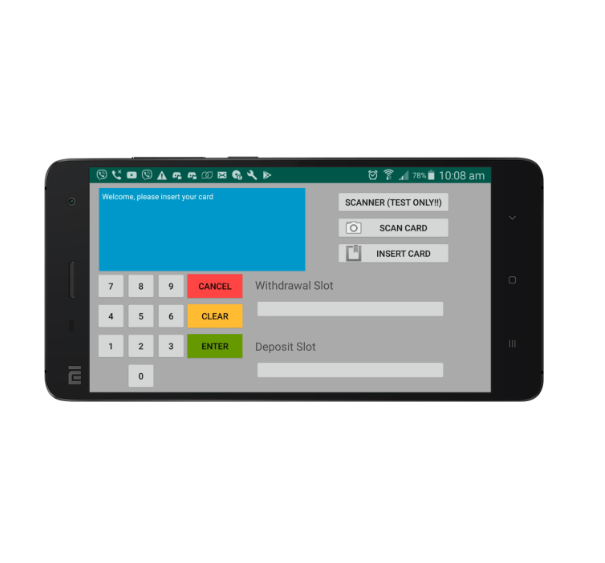 78% 10:08 am
Welcome, please insert your card
SCANNER (TEST ONLY!!)
SCAN CARD
INSERT CARD
7 8 9 CANCEL
Withdrawal Slot
4 5 6 CLEAR
1 2 3 ENTER
Deposit Slot
0